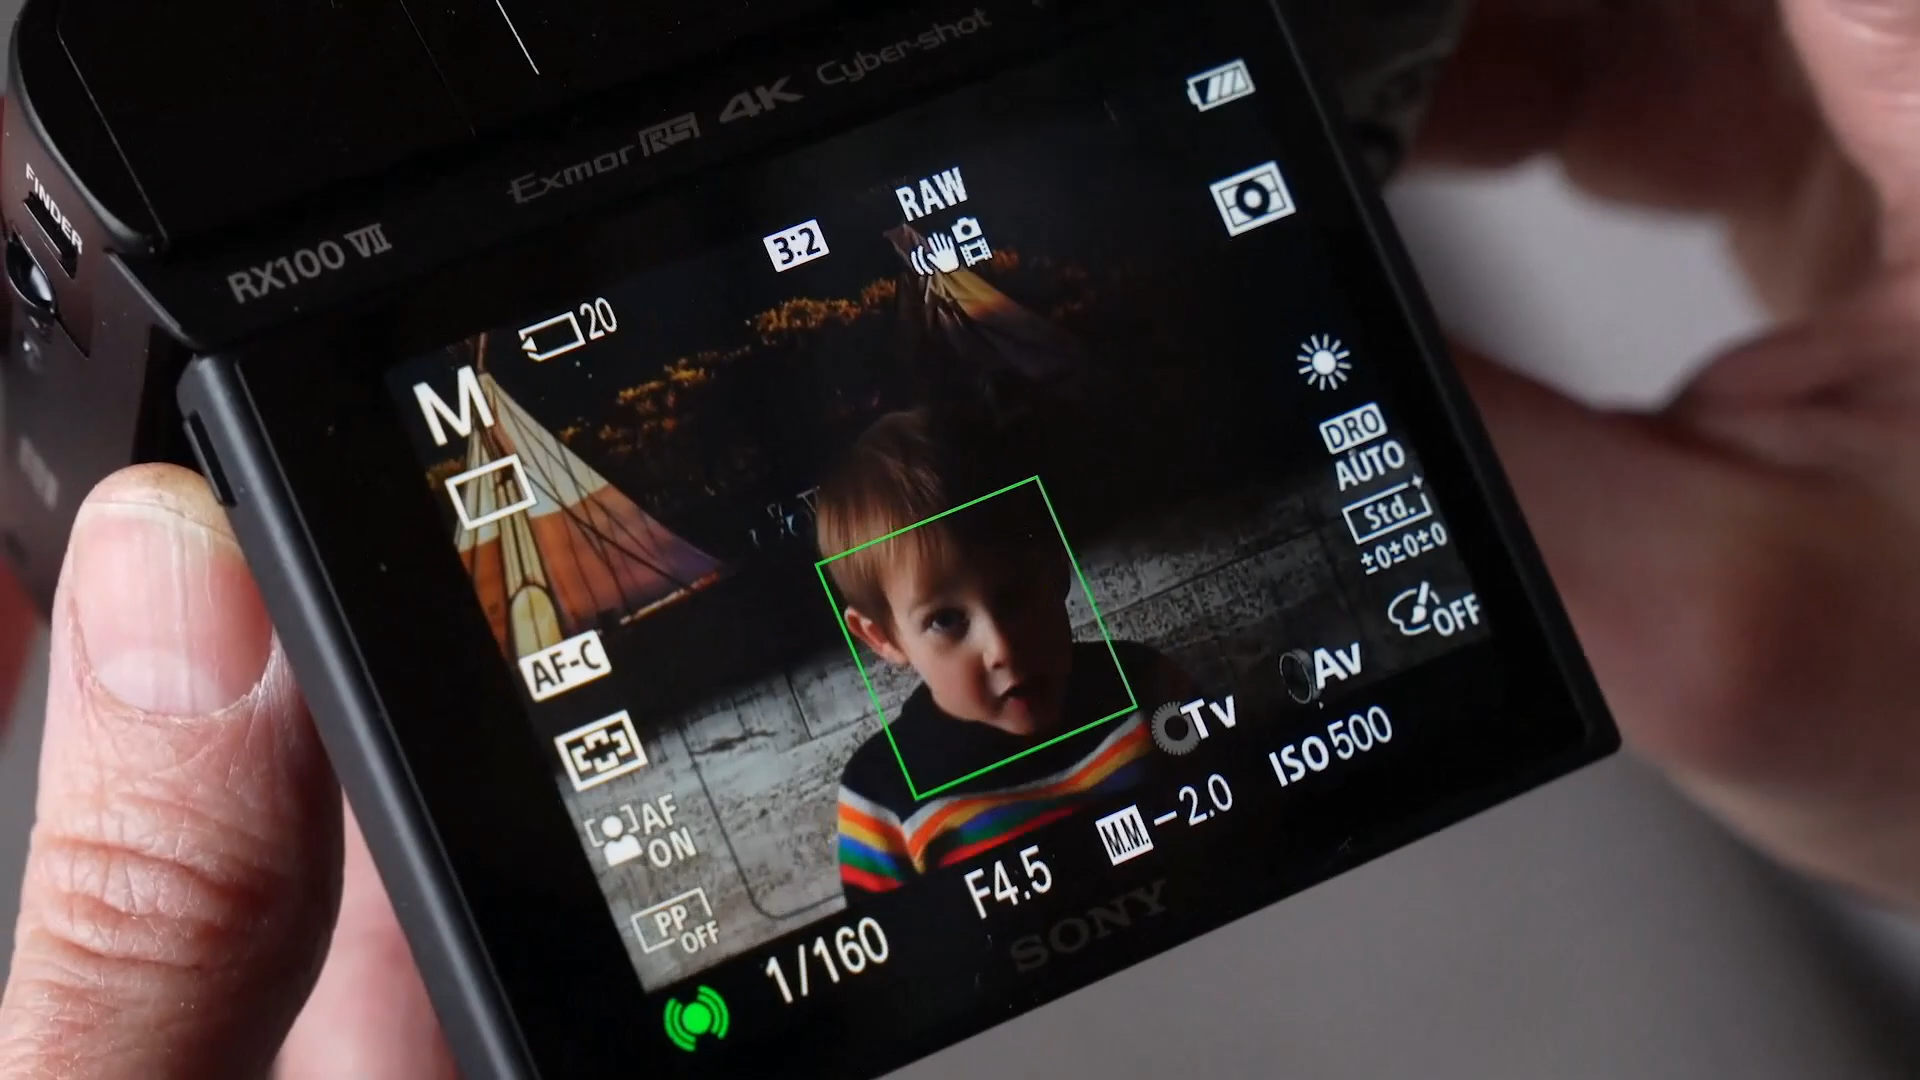 Exmor RS 4K Cyber-shot
FINDER
RX100 VII
RAW
3:2
20
M
DRO
AUTO
Std.
±0±0±0
OFF
AF-C
AF
ON
Tv
Av
PP
OFF
1/160
F4.5
M.M. -2.0
ISO 500
SONY